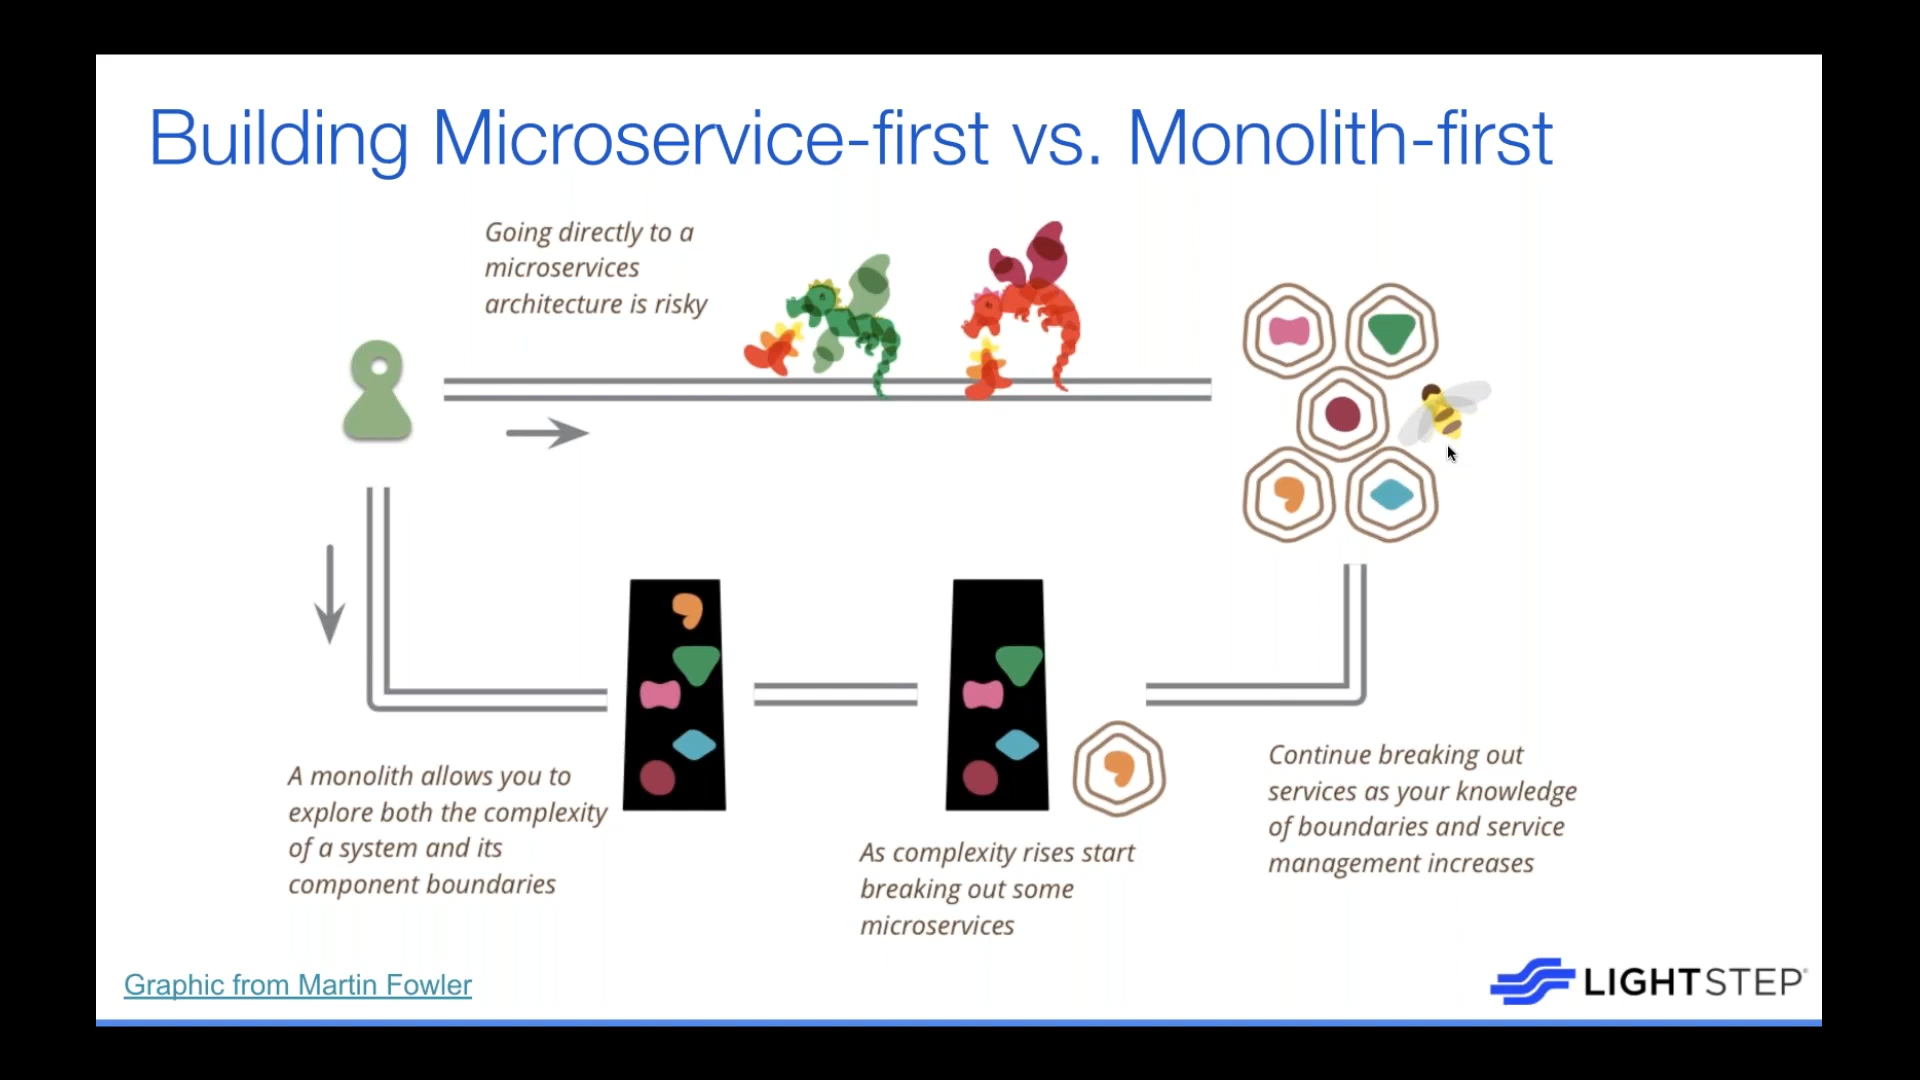 Building Microservice-first vs. Monolith-first
Going directly to a
microservices
architecture is risky
A monolith allows you to
explore both the complexity
of a system and its
component boundaries
As complexity rises start
breaking out some
microservices
Continue breaking out
services as your knowledge
of boundaries and service
management increases
Graphic from Martin Fowler
LIGHTSTEP